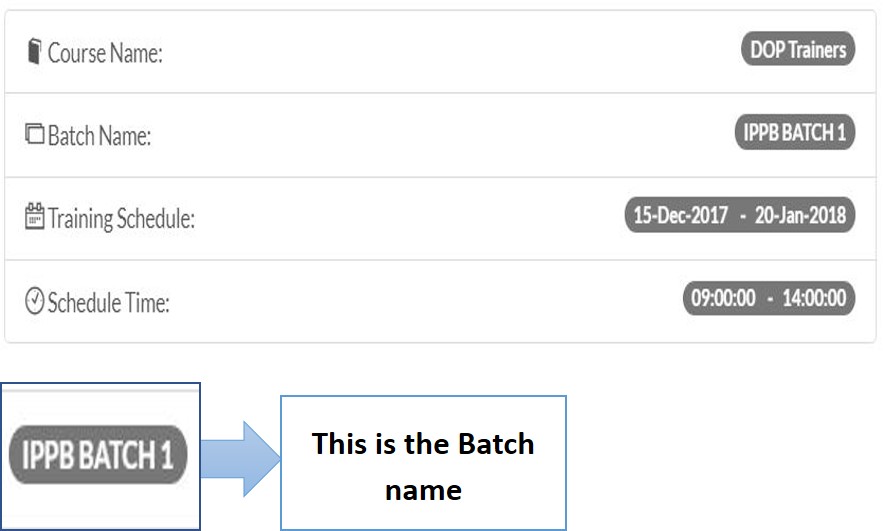 Course Name: DOP Trainers
Batch Name: IPPB BATCH 1
Training Schedule: 15-Dec-2017 - 20-Jan-2018
Schedule Time: 09:00:00 - 14:00:00
IPPB BATCH 1
This is the Batch
name